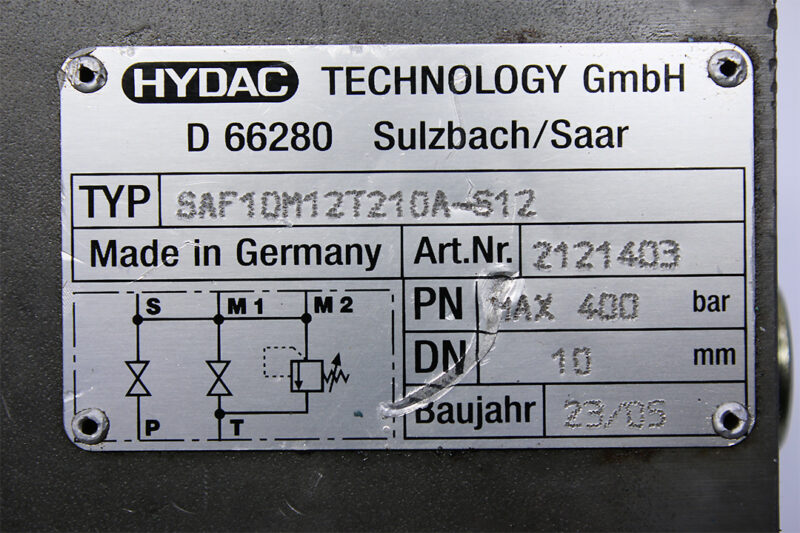 HYDAC TECHNOLOGY GmbH
D 66280 Sulzbach/Saar
TYP SAF10M12T210A-S12
Made in Germany Art.Nr. 2121403
PN MAX 400 bar
DN 10 mm
Baujahr 23/05
S M1 M2
P T